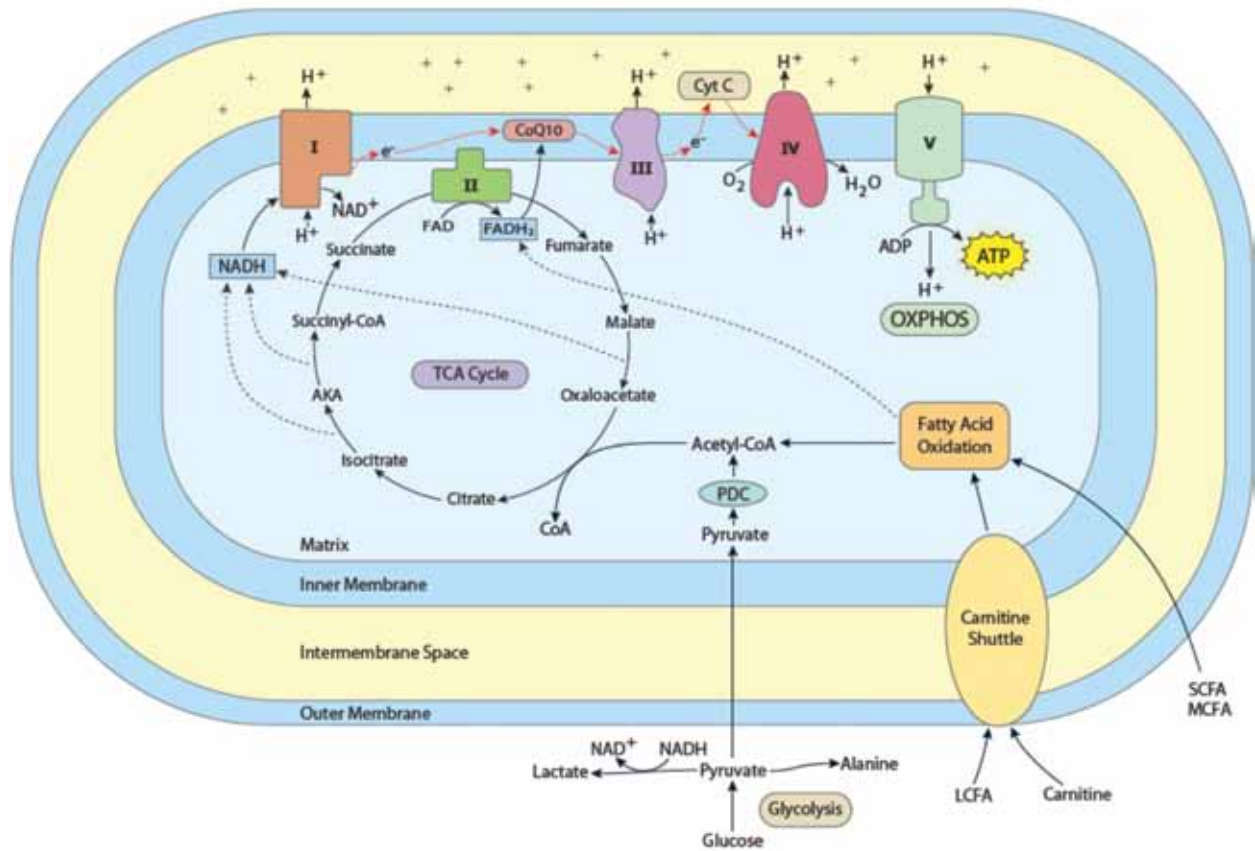 H+
H+
H+
H+
Cyt C
I
e-
CoQ10
III
e-
IV
V
O2
H2O
NAD+
H+
II
FAD
FADH2
H+
H+
ADP
ATP
H+
OXPHOS
NADH
Succinate
Fumarate
Succinyl-CoA
Malate
TCA Cycle
AKA
Oxaloacetate
Isocitrate
Citrate
CoA
Acetyl-CoA
PDC
Pyruvate
Fatty Acid
Oxidation
Matrix
Inner Membrane
Intermembrane Space
Outer Membrane
Carnitine
Shuttle
SCFA
MCFA
NAD+
NADH
Lactate
Pyruvate
Alanine
LCFA
Carnitine
Glycolysis
Glucose